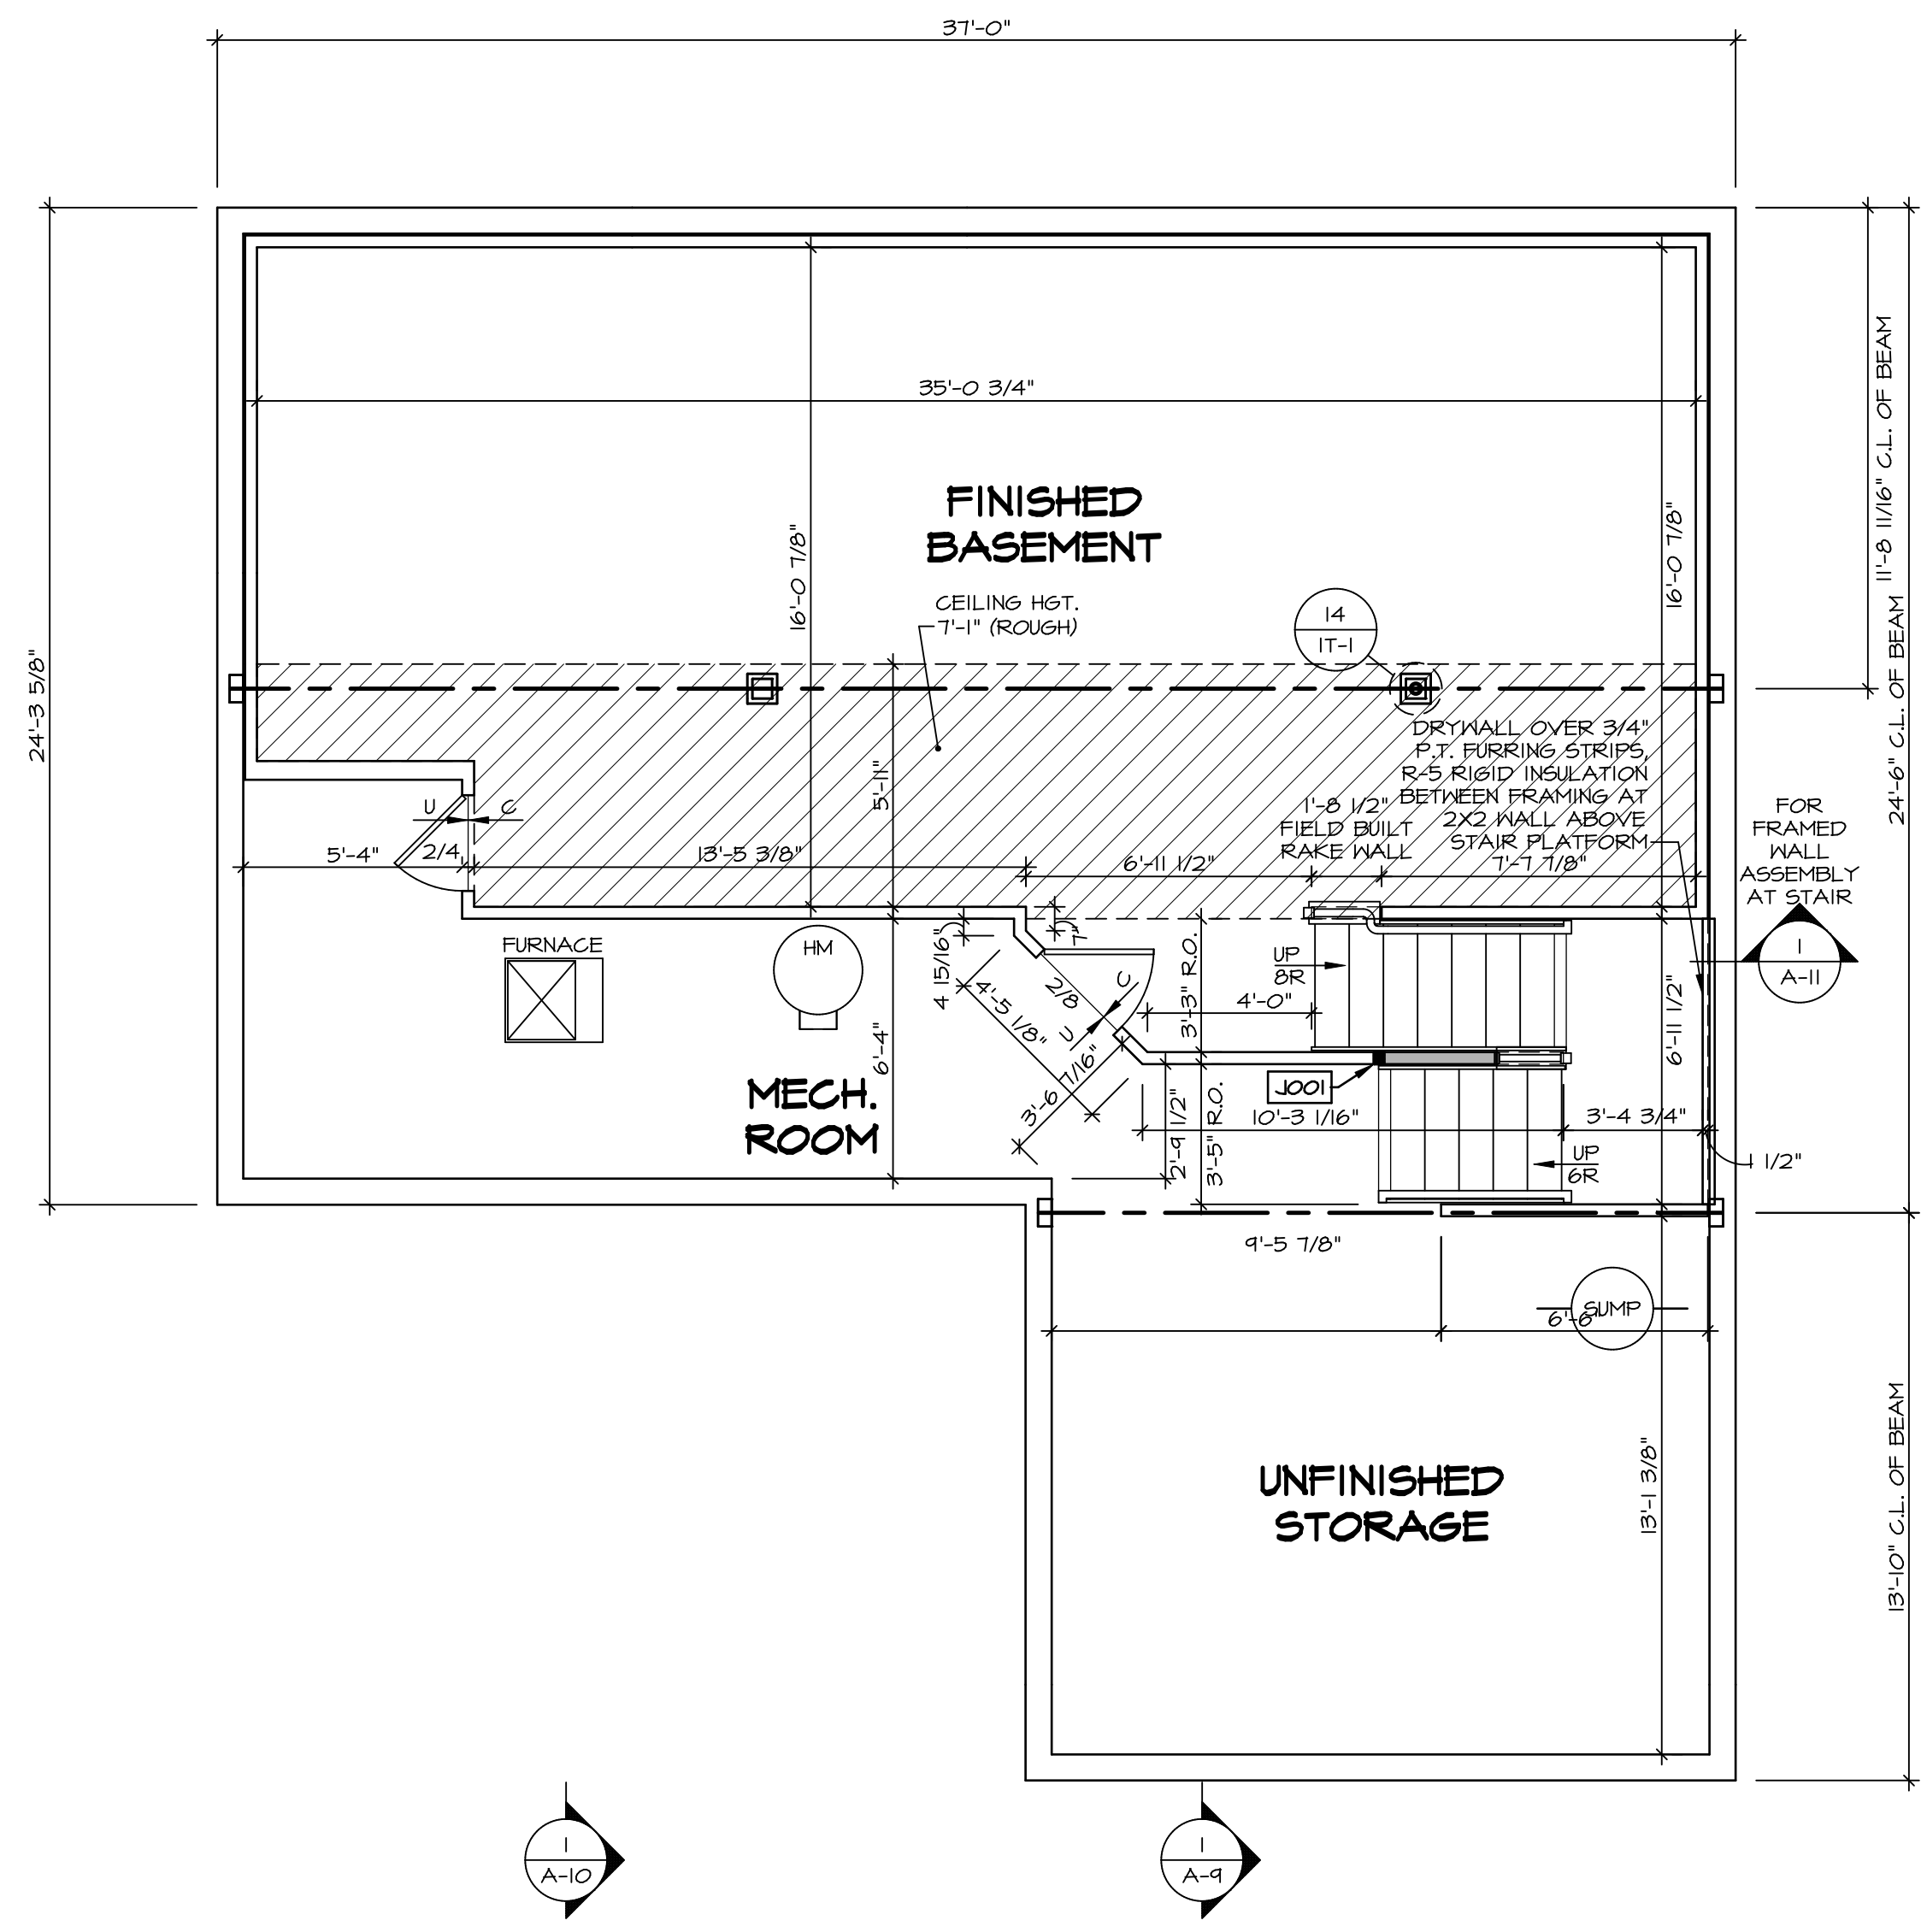 37'-0"
35'-0 3/4"
FINISHED
BASEMENT
CEILING HGT.
7'-1" (ROUGH)
16'-0 7/8"
16'-0 7/8"
14
1T-1
24'-3 5/8"
11'-8 11/16" C.L. OF BEAM
24'-6" C.L. OF BEAM
DRYWALL OVER 3/4"
P.T. FURRING STRIPS,
R-5 RIGID INSULATION
BETWEEN FRAMING AT
2X2 WALL ABOVE
STAIR PLATFORM
1'-8 1/2"
FIELD BUILT
RAKE WALL
5'-11"
U
C
5'-4"
2/4
13'-5 3/8"
6'-11 1/2"
7'-7 7/8"
FOR
FRAMED
WALL
ASSEMBLY
AT STAIR
1
A-11
FURNACE
HM
4 15/16"
7"
4'-5 1/8"
2/8
C
U
3'-6 7/16"
3'-3" R.O.
UP
8R
4'-0"
6'-11 1/2"
6'-4"
MECH.
ROOM
J001
10'-3 1/16"
3'-4 3/4"
2'-9 1/2"
3'-5" R.O.
UP
6R
1 1/2"
9'-5 7/8"
SUMP
6'-6"
UNFINISHED
STORAGE
13'-1 3/8"
13'-10" C.L. OF BEAM
1
A-10
1
A-9